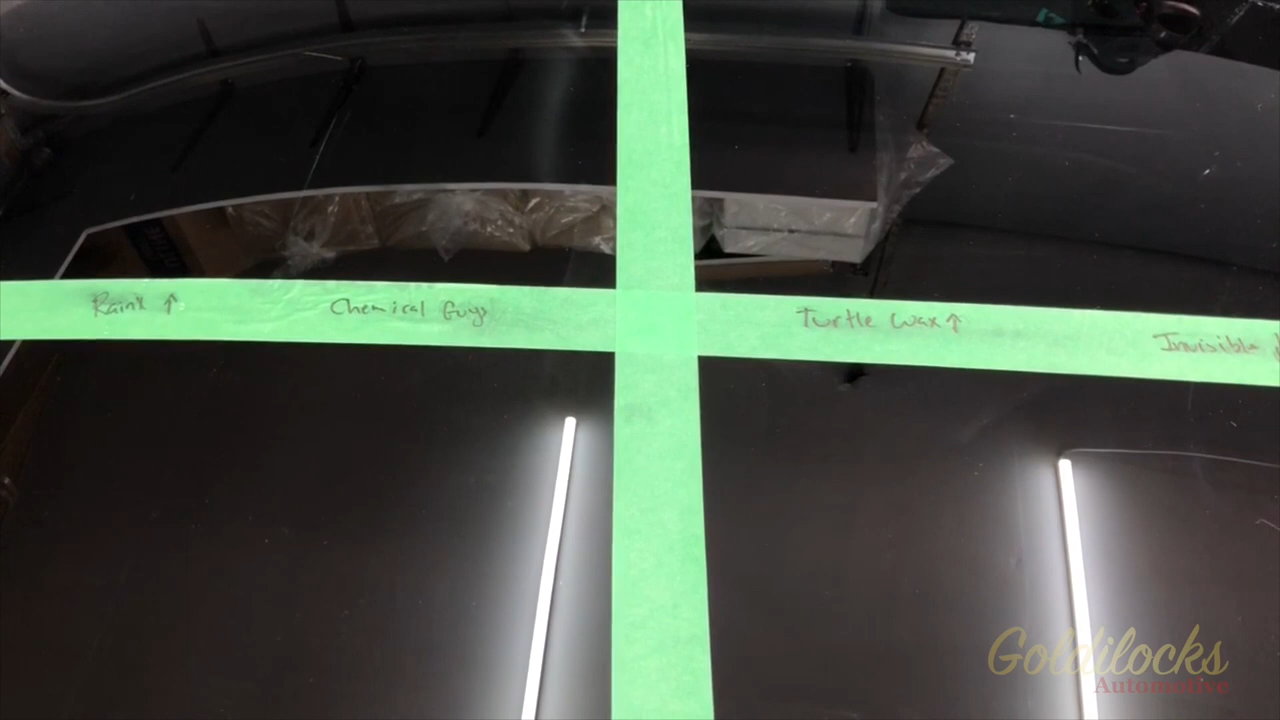 RainX ↑
Chemical Guys
Turtle Wax ↑
Invisible
Goldilocks
Automotive